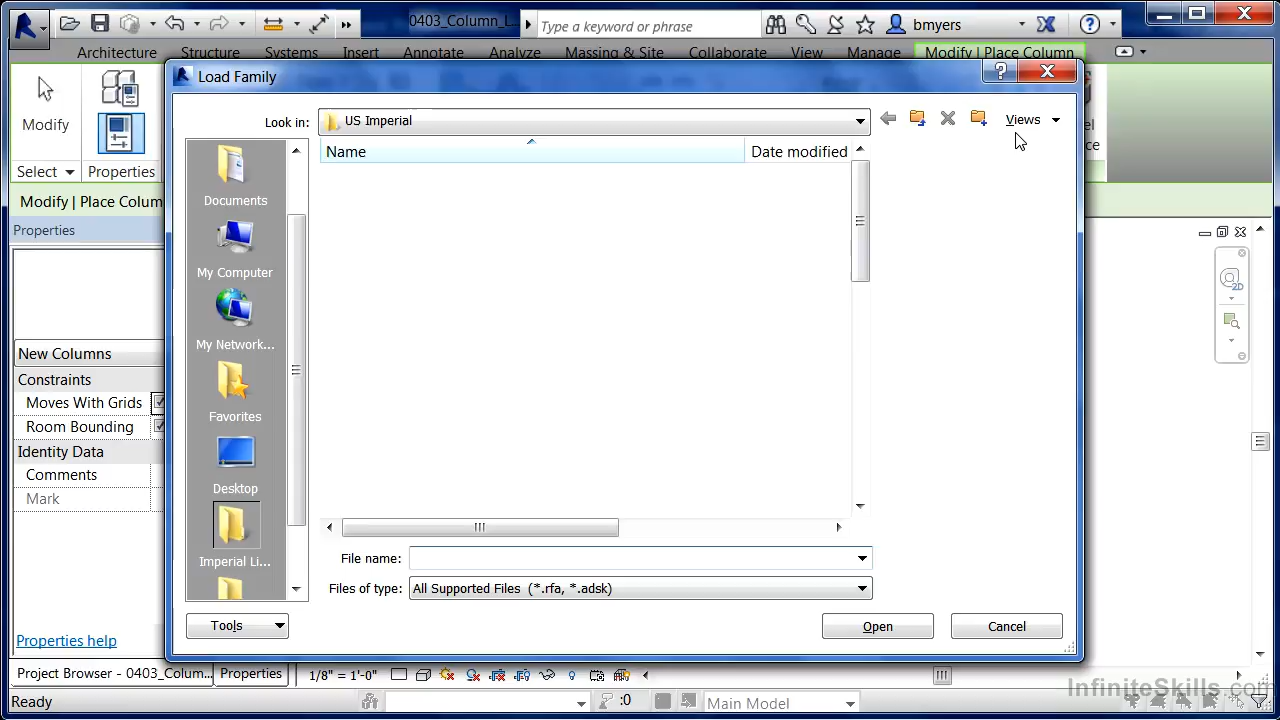 0403_Column_L...
Type a keyword or phrase
bmyers
Architecture Structure Systems Insert Annotate Analyze Massing & Site Collaborate View Manage Modify | Place Column
Load Family
Modify
Select
Properties
Modify | Place Colum
Properties
New Columns
Constraints
Moves With Grids
Room Bounding
Identity Data
Comments
Mark
Properties help
Look in:
US Imperial
Views
Name
Date modified
Documents
My Computer
My Network...
Favorites
Desktop
Imperial Li...
File name:
Files of type:
All Supported Files (*.rfa, *.adsk)
Tools
Open
Cancel
2D
Project Browser - 0403_Colum...
Properties
1/8" = 1'-0"
Ready
:0
Main Model
InfiniteSkills.com